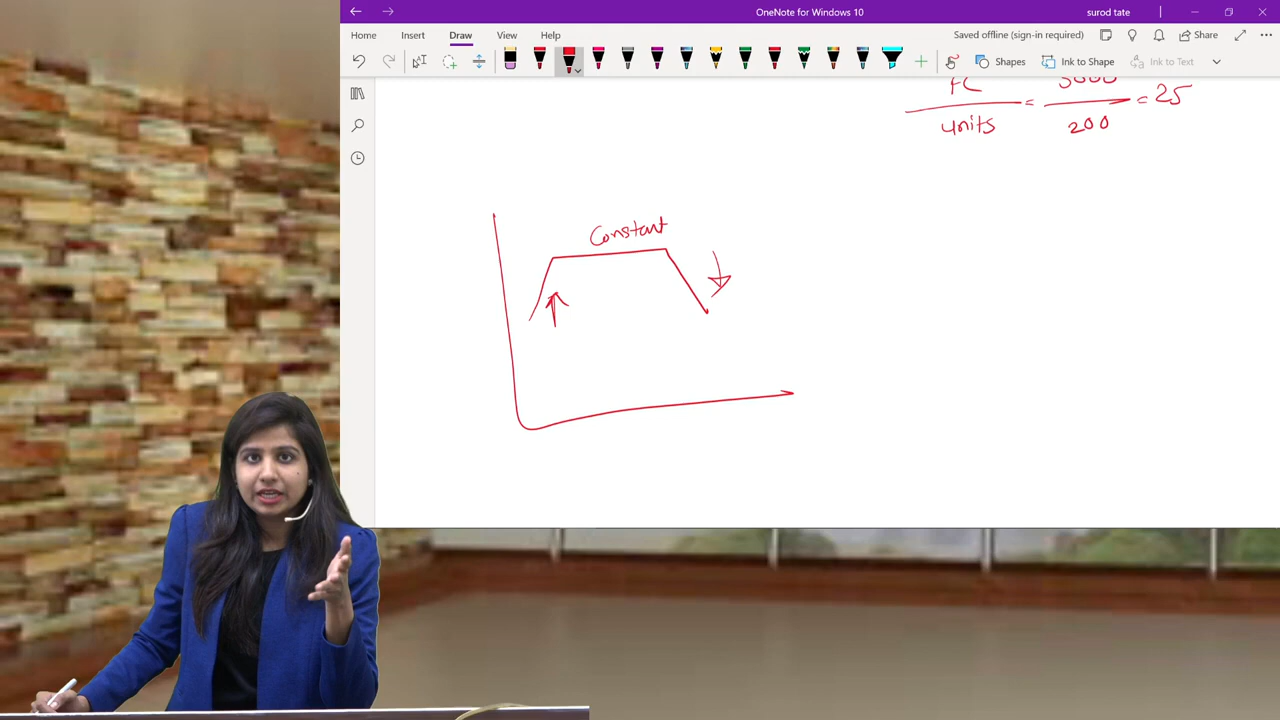 OneNote for Windows 10
surod tate
Home Insert Draw View Help
Saved offline (sign-in required)
Share
Shapes
Ink to Shape
Ink to Text
= = 25
units 200
Constant